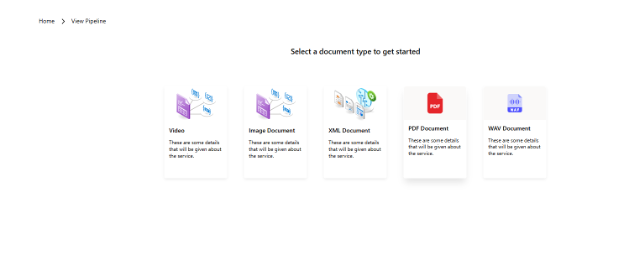 Home > View Pipeline
Select a document type to get started
PDF
WAV
Video
Image Document
XML Document
PDF Document
WAV Document
These are some details
that will be given about
the service.
These are some details
that will be given about
the service.
These are some details
that will be given about
the service.
These are some details
that will be given about
the service.
These are some details
that will be given about
the service.